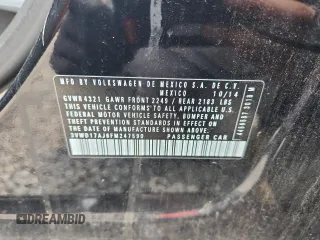 MFD BY VOLKSWAGEN DE MEXICO S.A. DE C.V.
MEXICO 10/14
GVWR4321 GAWR FRONT 2249 / REAR 2183 LBS
THIS VEHICLE CONFORMS TO ALL APPLICABLE
FEDERAL MOTOR VEHICLE SAFETY, BUMPER AND
THEFT PREVENTION STANDARDS IN EFFECT ON
THE DATE OF MANUFACTURE SHOWN ABOVE
3VWD17AJ6FM247590 PASSENGER CAR
© DREAMBID